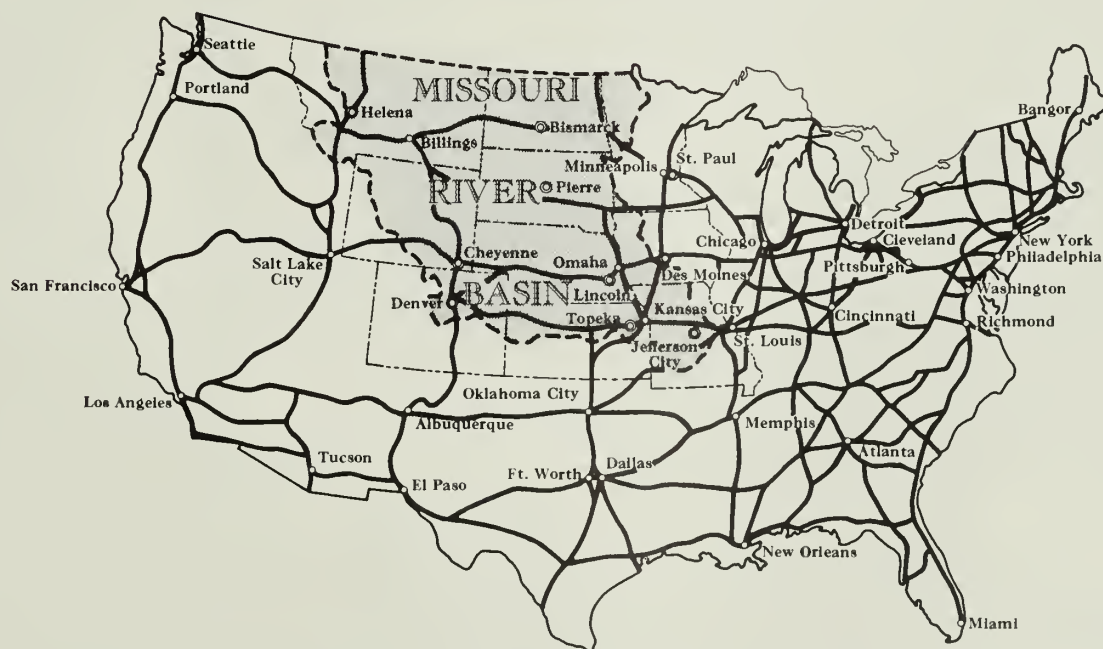 Seattle
Portland
Helena
MISSOURI
Bismarck
Billings
Minneapolis
St. Paul
Bangor
RIVER
Pierre
Detroit
Chicago
Cleveland
New York
Pittsburgh
Philadelphia
Cheyenne
Omaha
Des Moines
Salt Lake
City
San Francisco
BASIN
Lincoln
Washington
Denver
Topeka
Kansas City
Cincinnati
Richmond
Jefferson
City
St. Louis
Los Angeles
Oklahoma City
Albuquerque
Memphis
Atlanta
Tucson
Ft. Worth
Dallas
El Paso
New Orleans
Miami